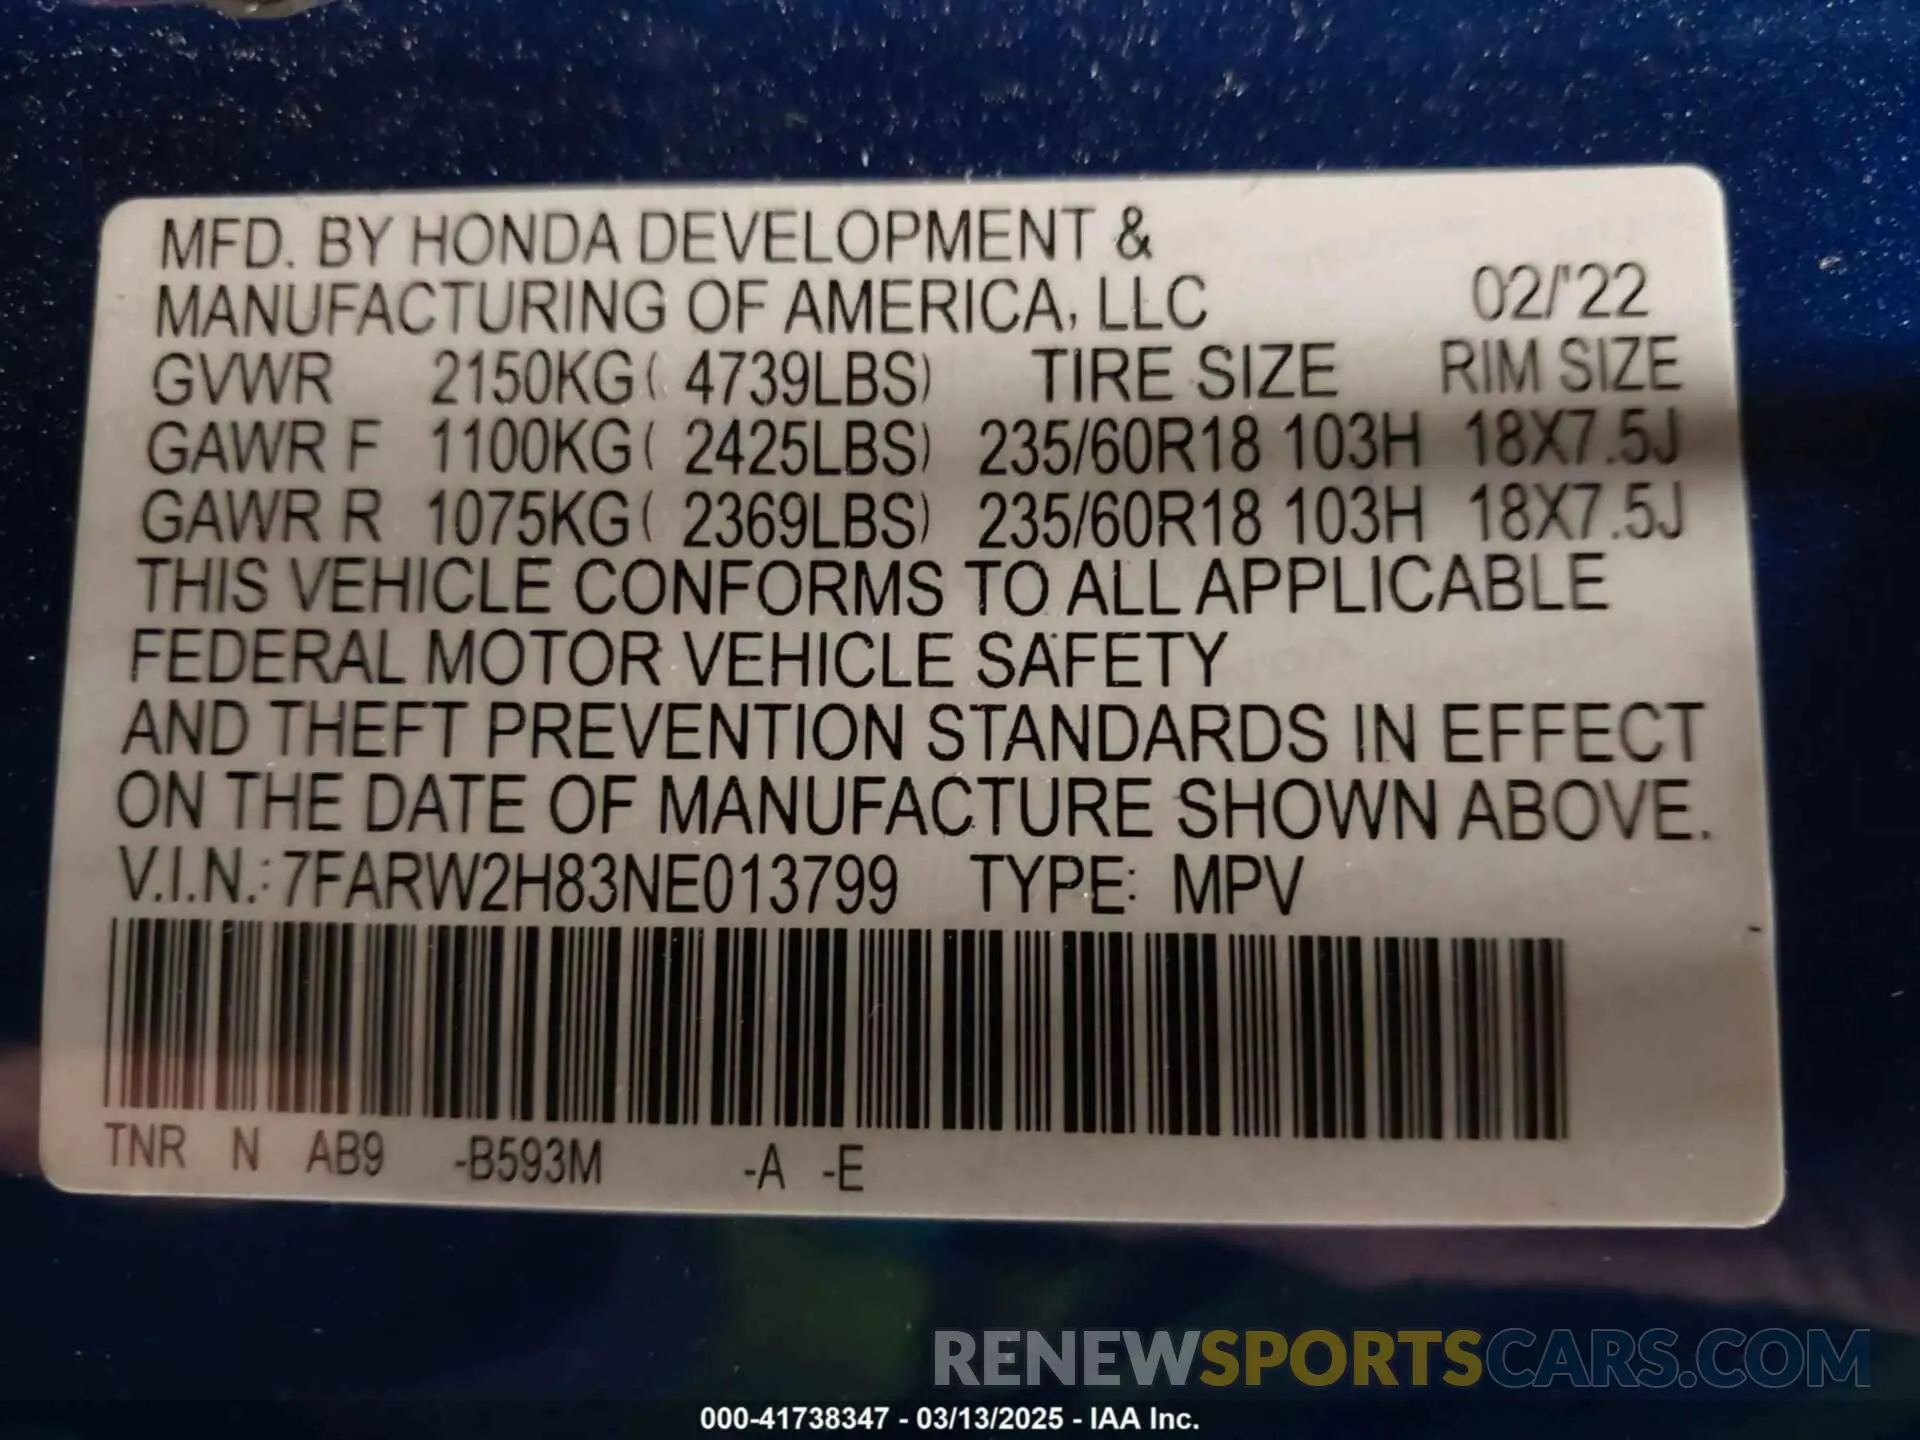 MFD. BY HONDA DEVELOPMENT &
MANUFACTURING OF AMERICA, LLC 02/'22
GVWR 2150KG( 4739LBS) TIRE SIZE RIM SIZE
GAWR F 1100KG( 2425LBS) 235/60R18 103H 18X7.5J
GAWR R 1075KG( 2369LBS) 235/60R18 103H 18X7.5J
THIS VEHICLE CONFORMS TO ALL APPLICABLE
FEDERAL MOTOR VEHICLE SAFETY
AND THEFT PREVENTION STANDARDS IN EFFECT
ON THE DATE OF MANUFACTURE SHOWN ABOVE.
V.I.N.: 7FARW2H83NE013799 TYPE: MPV
TNR N AB9 -B593M -A -E
RENEWSPORTSCARS.COM
000-41738347 - 03/13/2025 - IAA Inc.